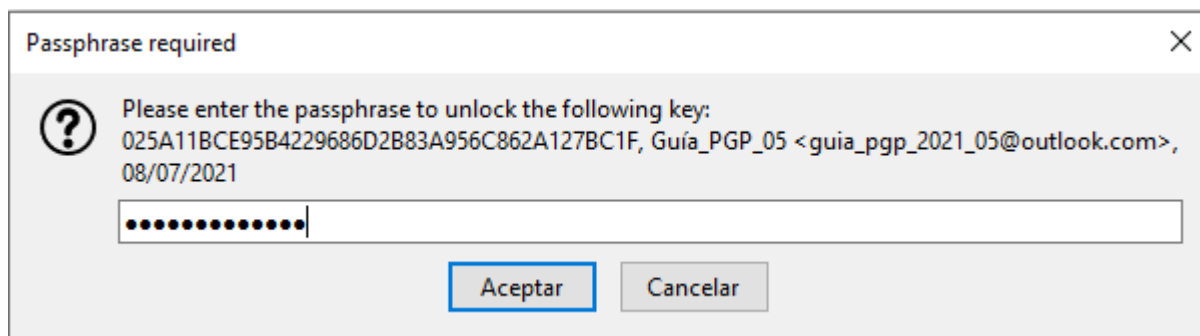 Passphrase required
Please enter the passphrase to unlock the following key:
025A11BCE95B4229686D2B83A956C862A127BC1F, Guía_PGP_05 <guia_pgp_2021_05@outlook.com>,
08/07/2021
•••••••••••••
Aceptar
Cancelar